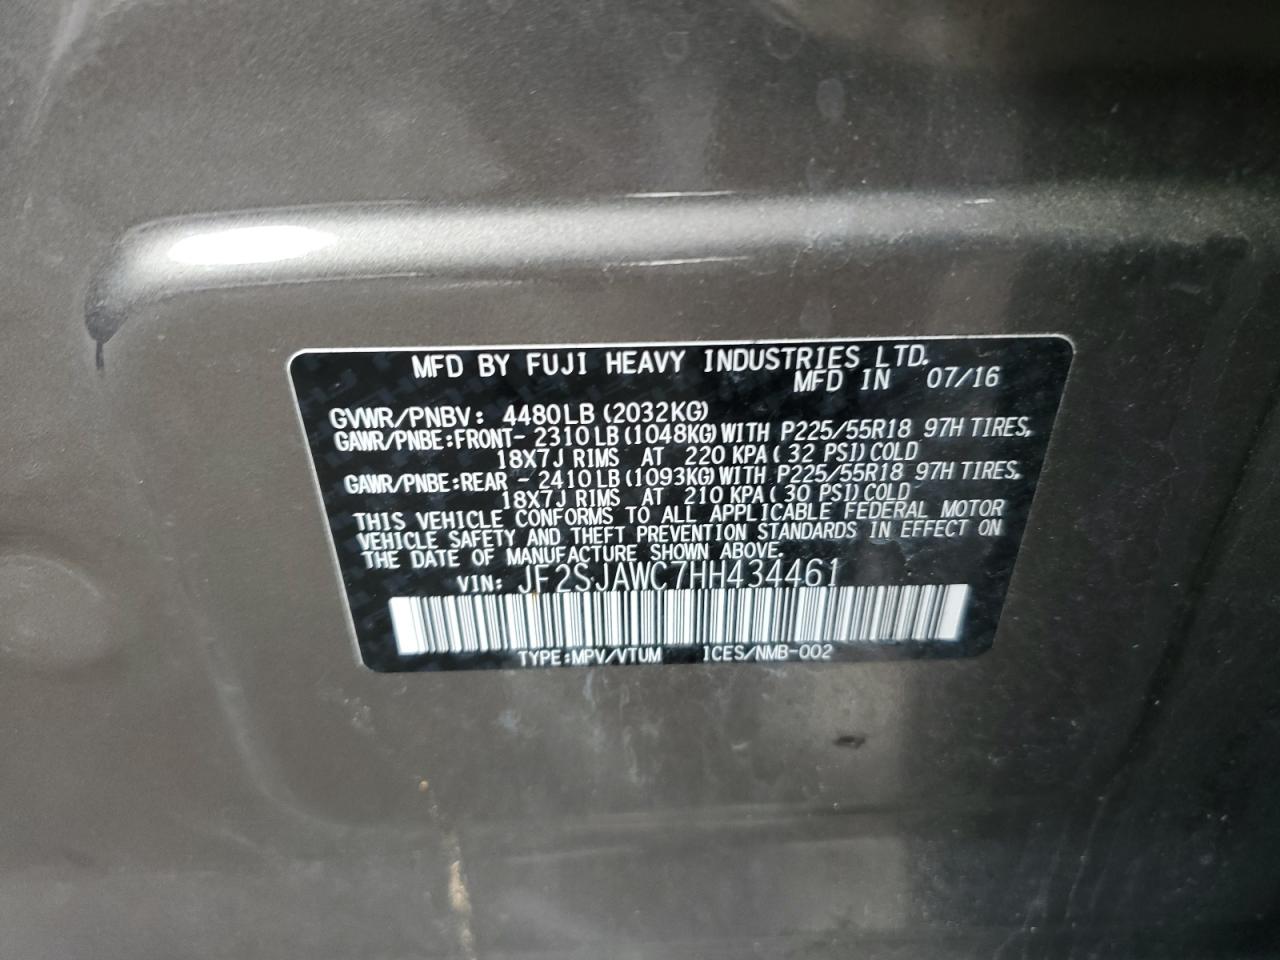 MFD BY FUJI HEAVY INDUSTRIES LTD.
MFD IN 07/16
GVWR/PNBV: 4480LB (2032KG)
GAWR/PNBE:FRONT- 2310LB (1048KG) WITH P225/55R18 97H TIRES,
18X7J RIMS AT 220 KPA ( 32 PSI) COLD
GAWR/PNBE:REAR - 2410LB (1093KG) WITH P225/55R18 97H TIRES,
18X7J RIMS AT 210 KPA ( 30 PSI) COLD
THIS VEHICLE CONFORMS TO ALL APPLICABLE FEDERAL MOTOR
VEHICLE SAFETY AND THEFT PREVENTION STANDARDS IN EFFECT ON
THE DATE OF MANUFACTURE SHOWN ABOVE.
VIN: JF2SJAWC7HH434461
TYPE:MPV/VTUM ICES/NMB-002